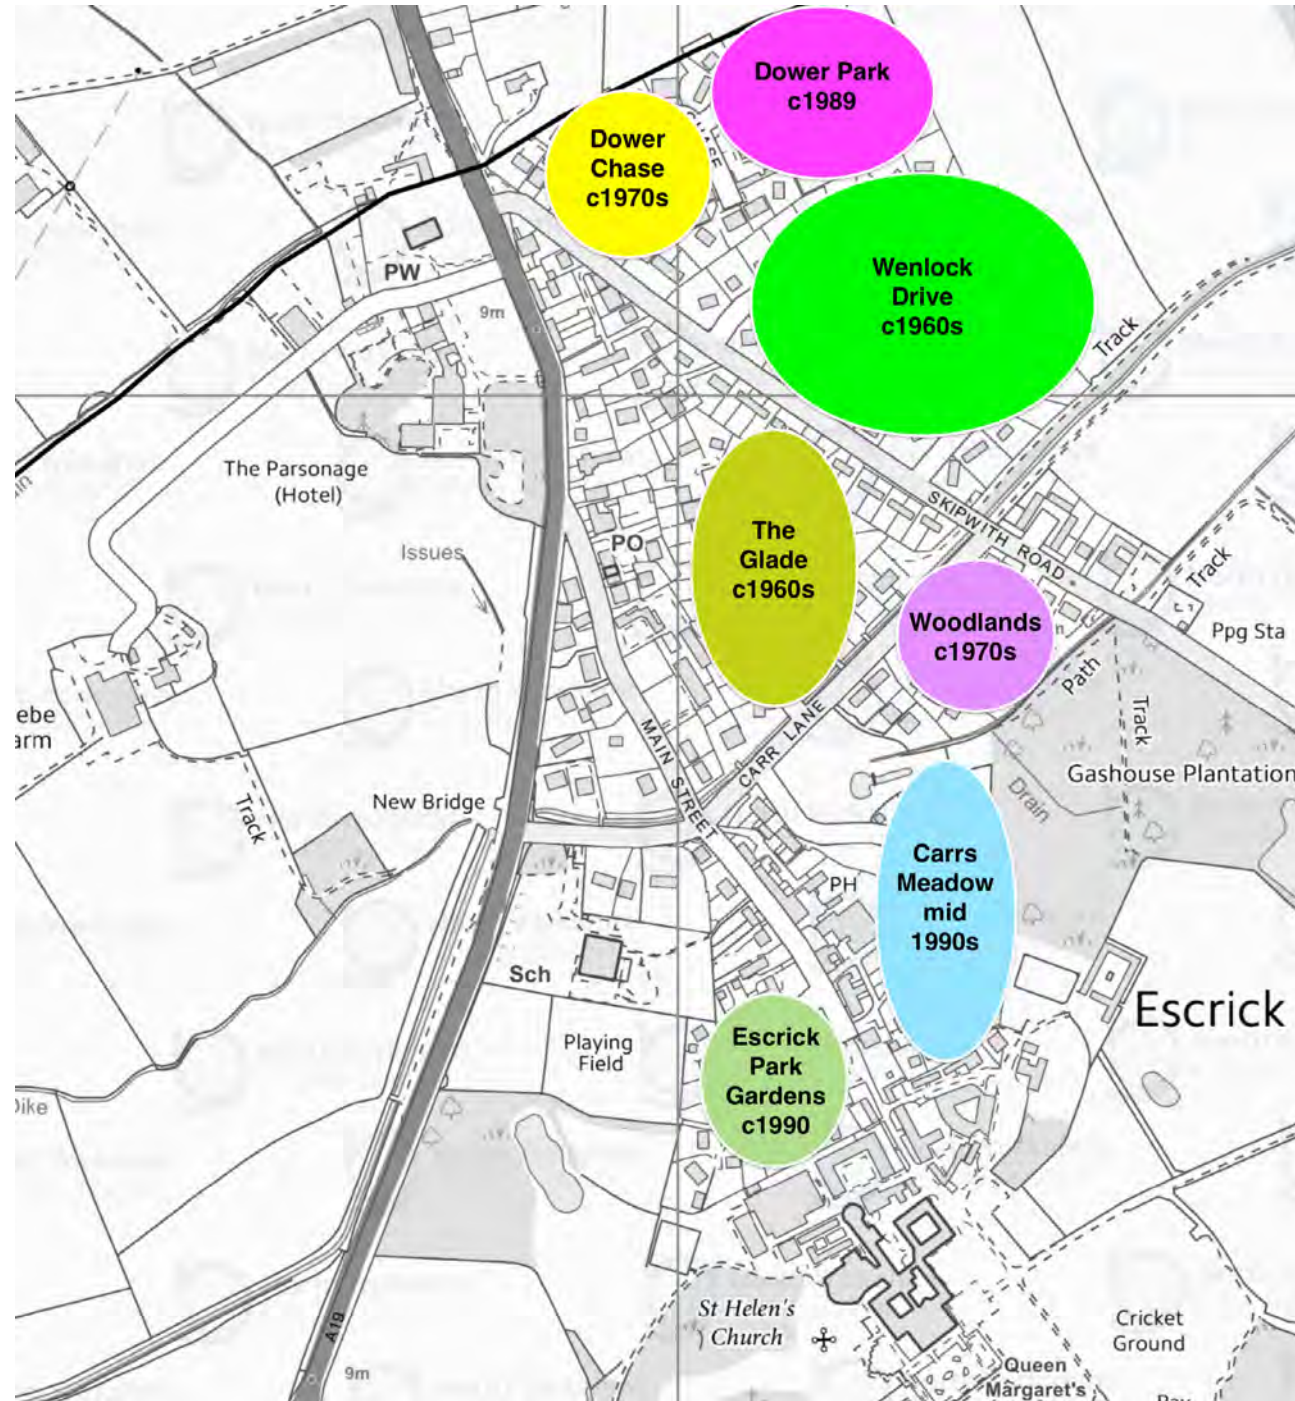 Dower Park
c1989
Dower
Chase
c1970s
Wenlock
Drive
c1960s
PW
9m
Track
The Parsonage
(Hotel)
Issues
PO
The
Glade
c1960s
SKIPWITH ROAD
Woodlands
c1970s
Track
Ppg Sta
Path
Track
MAIN STREET
CARR LANE
Gashouse Plantation
Drain
New Bridge
Track
Carrs
Meadow
mid
1990s
PH
Sch
Escrick
Playing
Field
Escrick
Park
Gardens
c1990
St Helen's
Church
Cricket
Ground
A19
9m
Queen
Margaret's